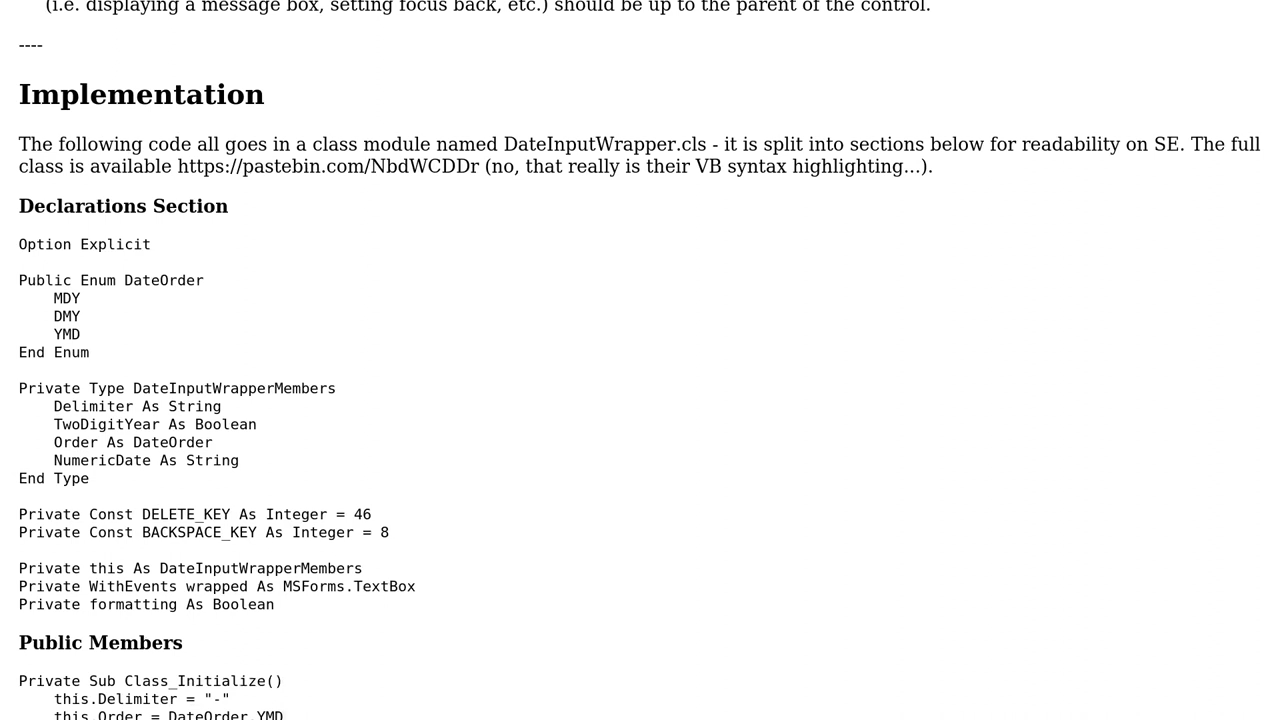 (i.e. displaying a message box, setting focus back, etc.) should be up to the parent of the control.
----
Implementation
The following code all goes in a class module named DateInputWrapper.cls - it is split into sections below for readability on SE. The full
class is available https://pastebin.com/NbdWCDDr (no, that really is their VB syntax highlighting...).
Declarations Section
Option Explicit
Public Enum DateOrder
    MDY
    DMY
    YMD
End Enum
Private Type DateInputWrapperMembers
    Delimiter As String
    TwoDigitYear As Boolean
    Order As DateOrder
    NumericDate As String
End Type
Private Const DELETE_KEY As Integer = 46
Private Const BACKSPACE_KEY As Integer = 8
Private this As DateInputWrapperMembers
Private WithEvents wrapped As MSForms.TextBox
Private formatting As Boolean
Public Members
Private Sub Class_Initialize()
    this.Delimiter = "-"
    this.Order = DateOrder.YMD